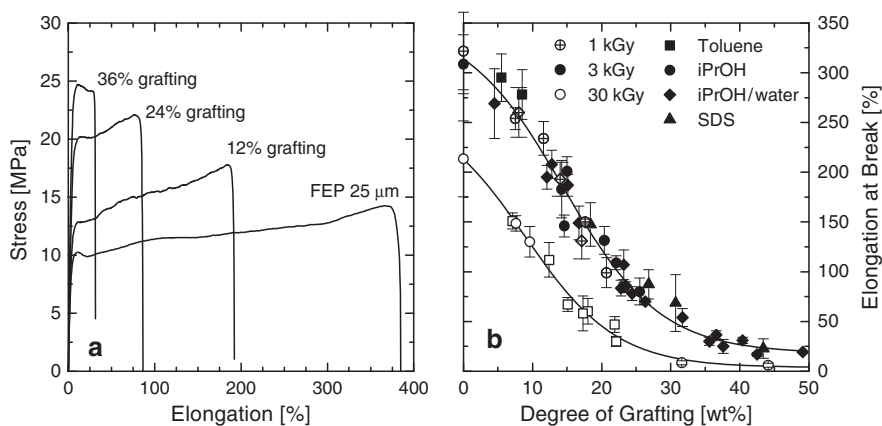 30
25
20
15
10
5
0
Stress [MPa]
36% grafting
24% grafting
12% grafting
FEP 25 μm
a
0 100 200 300 400
Elongation [%]
1 kGy
3 kGy
30 kGy
Toluene
iPrOH
iPrOH/water
SDS
b
0 10 20 30 40 50
Degree of Grafting [wt%]
350
300
250
200
150
100
50
0
Elongation at Break [%]